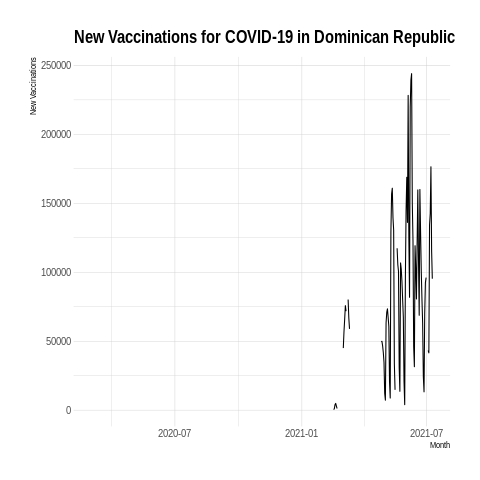 New Vaccinations for COVID-19 in Dominican Republic
New Vaccinations
250000
200000
150000
100000
50000
0
2020-07 2021-01 2021-07
Month